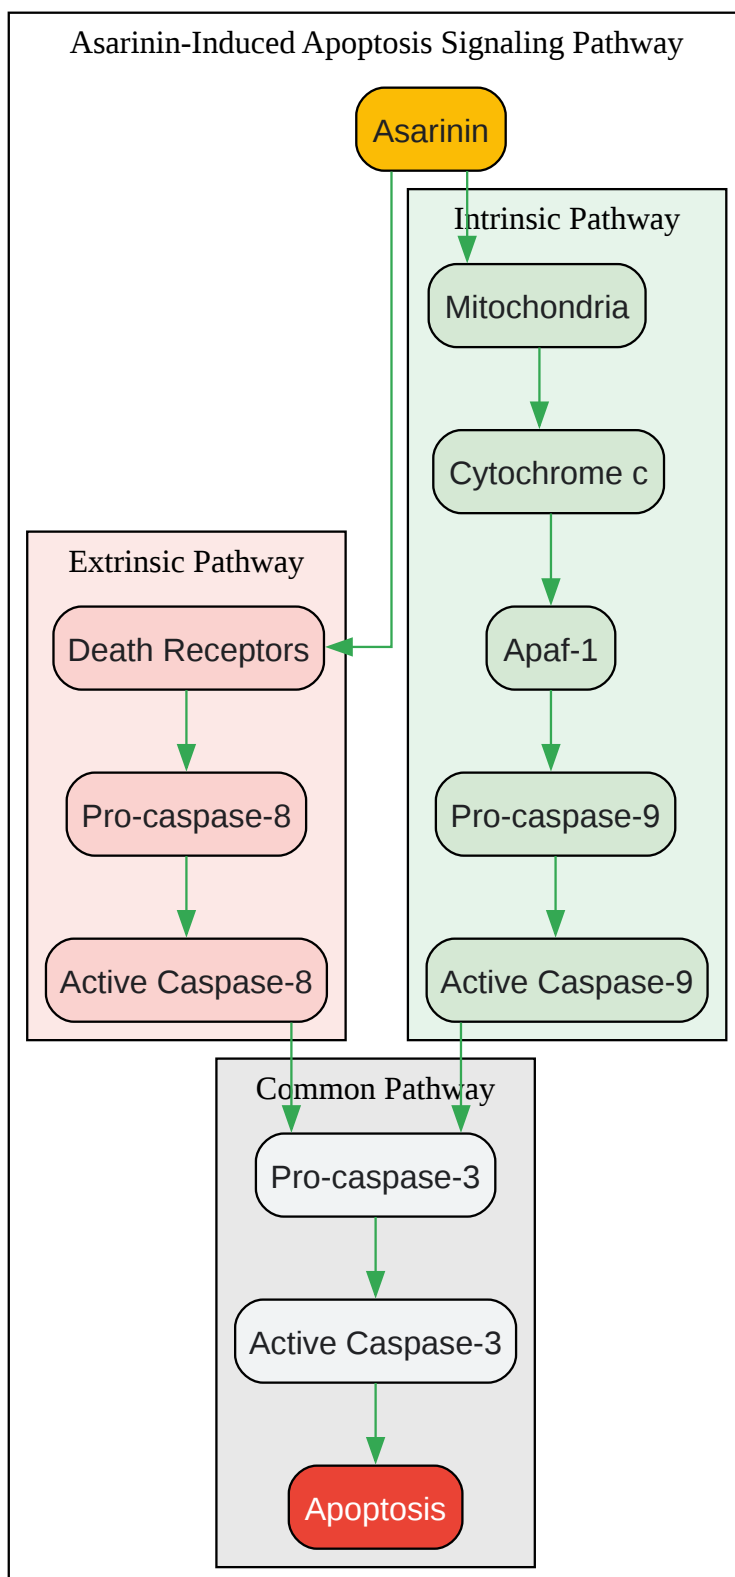 Asarinin-Induced Apoptosis Signaling Pathway
Asarinin
Intrinsic Pathway
Mitochondria
Cytochrome c
Extrinsic Pathway
Death Receptors
Apaf-1
Pro-caspase-8
Pro-caspase-9
Active Caspase-8
Active Caspase-9
Common Pathway
Pro-caspase-3
Active Caspase-3
Apoptosis